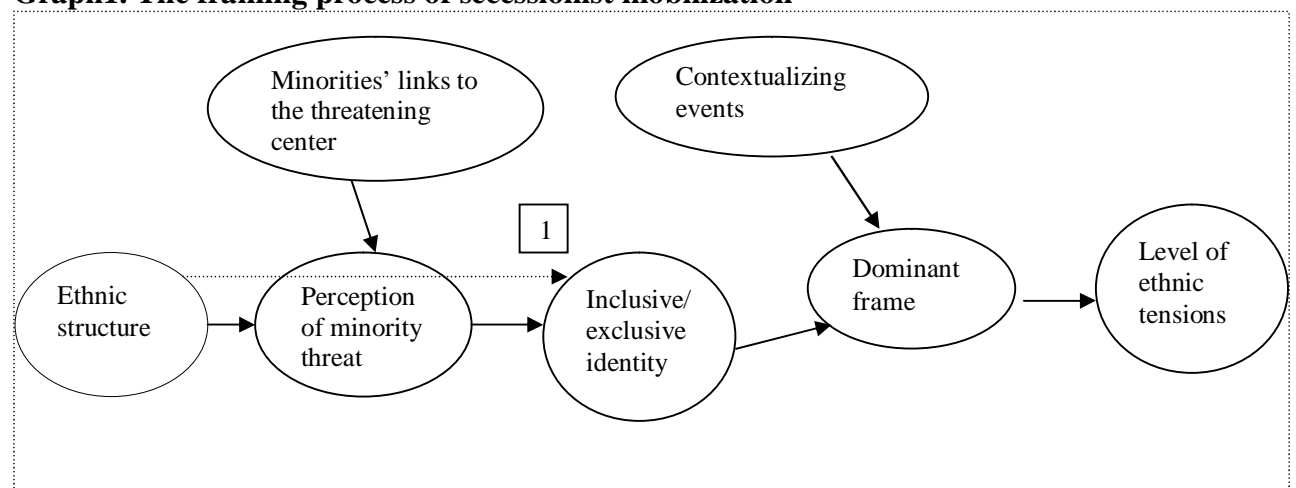 Graph1: The framing process of secessionist mobilization
Minorities’ links to
the threatening
center
Contextualizing
events
1
Ethnic
structure
Perception
of minority
threat
Inclusive/
exclusive
identity
Dominant
frame
Level of
ethnic
tensions